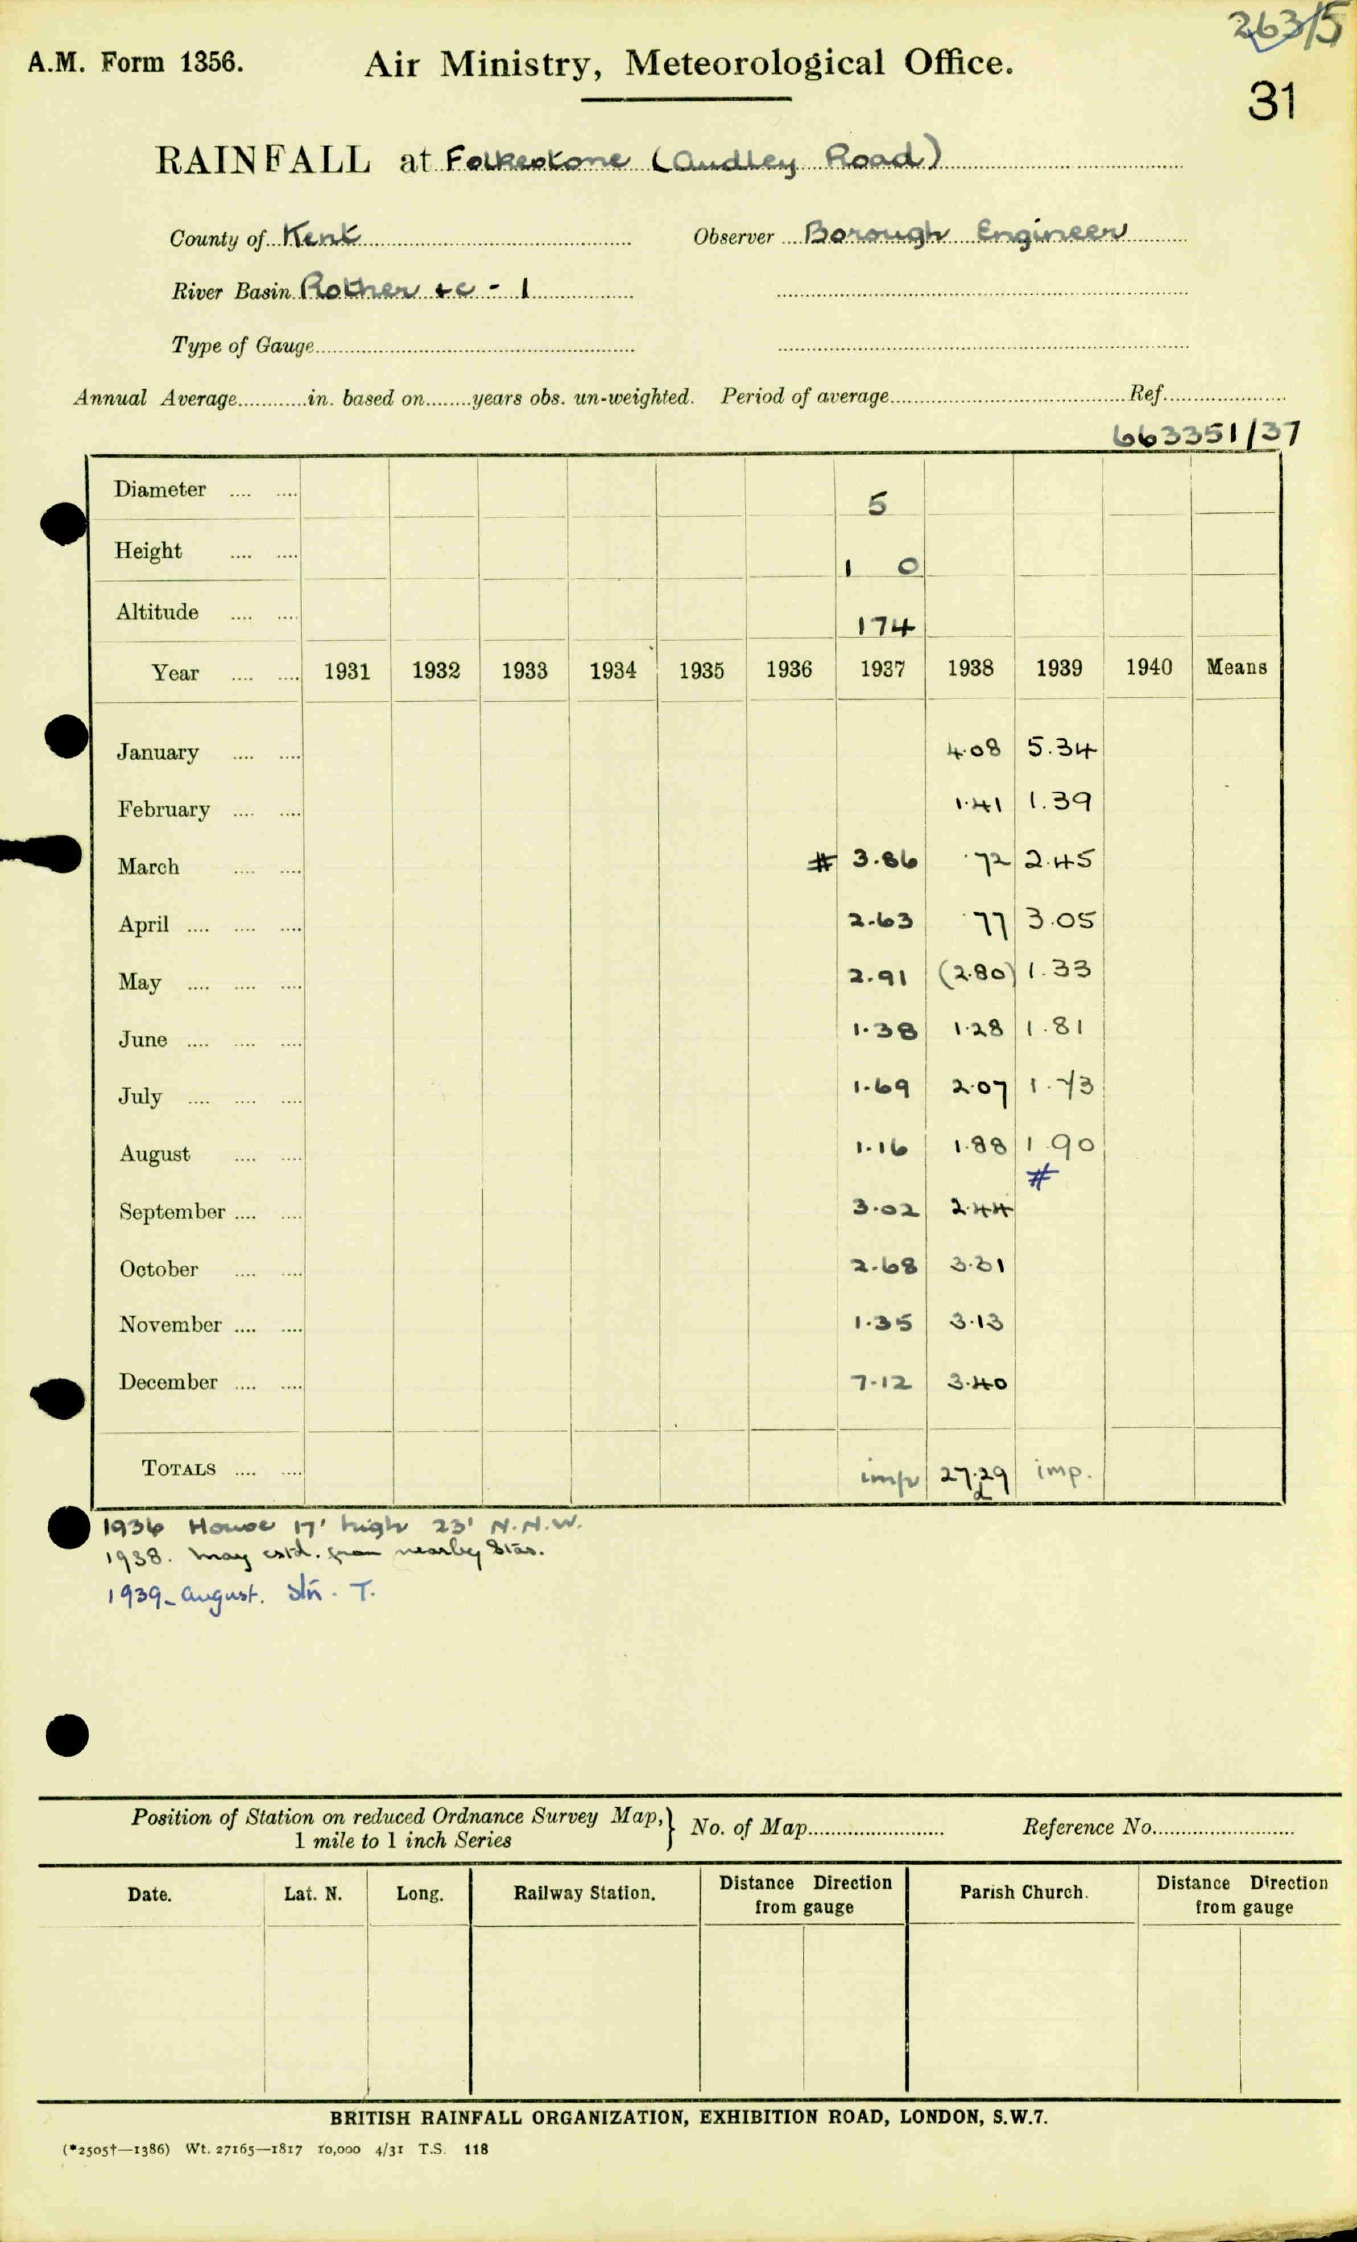 263/5
A.M. Form 1356. Air Ministry, Meteorological Office.
31
RAINFALL at Folkestone (Audley Road)
County of Kent Observer Borough Engineer
River Basin Rother &c - 1
Type of Gauge
Annual Average in. based on years obs. un-weighted. Period of average Ref.
663351/37
Diameter 5
Height 1 0
Altitude 174
Year 1931 1932 1933 1934 1935 1936 1937 1938 1939 1940 Means
January 4.08 5.34
February 1.41 1.39
March # 3.86 .72 2.45
April 2.63 .77 3.05
May 2.91 (2.80) 1.33
June 1.38 1.28 1.81
July 1.69 2.07 1.73
August 1.16 1.88 1.90
#
September 3.02 2.44
October 2.68 3.31
November 1.35 3.13
December 7.12 3.40
TOTALS imp 27.29 imp.
1936 House 17' high 23' N.N.W.
1938. May estd. from nearby Stns.
1939 - August. Stn. T.
Position of Station on reduced Ordnance Survey Map, } No. of Map Reference No.
1 mile to 1 inch Series
Date. Lat. N. Long. Railway Station. Distance Direction from gauge Parish Church. Distance Direction from gauge
BRITISH RAINFALL ORGANIZATION, EXHIBITION ROAD, LONDON, S.W.7.
(*2505†—1386) Wt. 27165—1817 10,000 4/31 T.S. 118